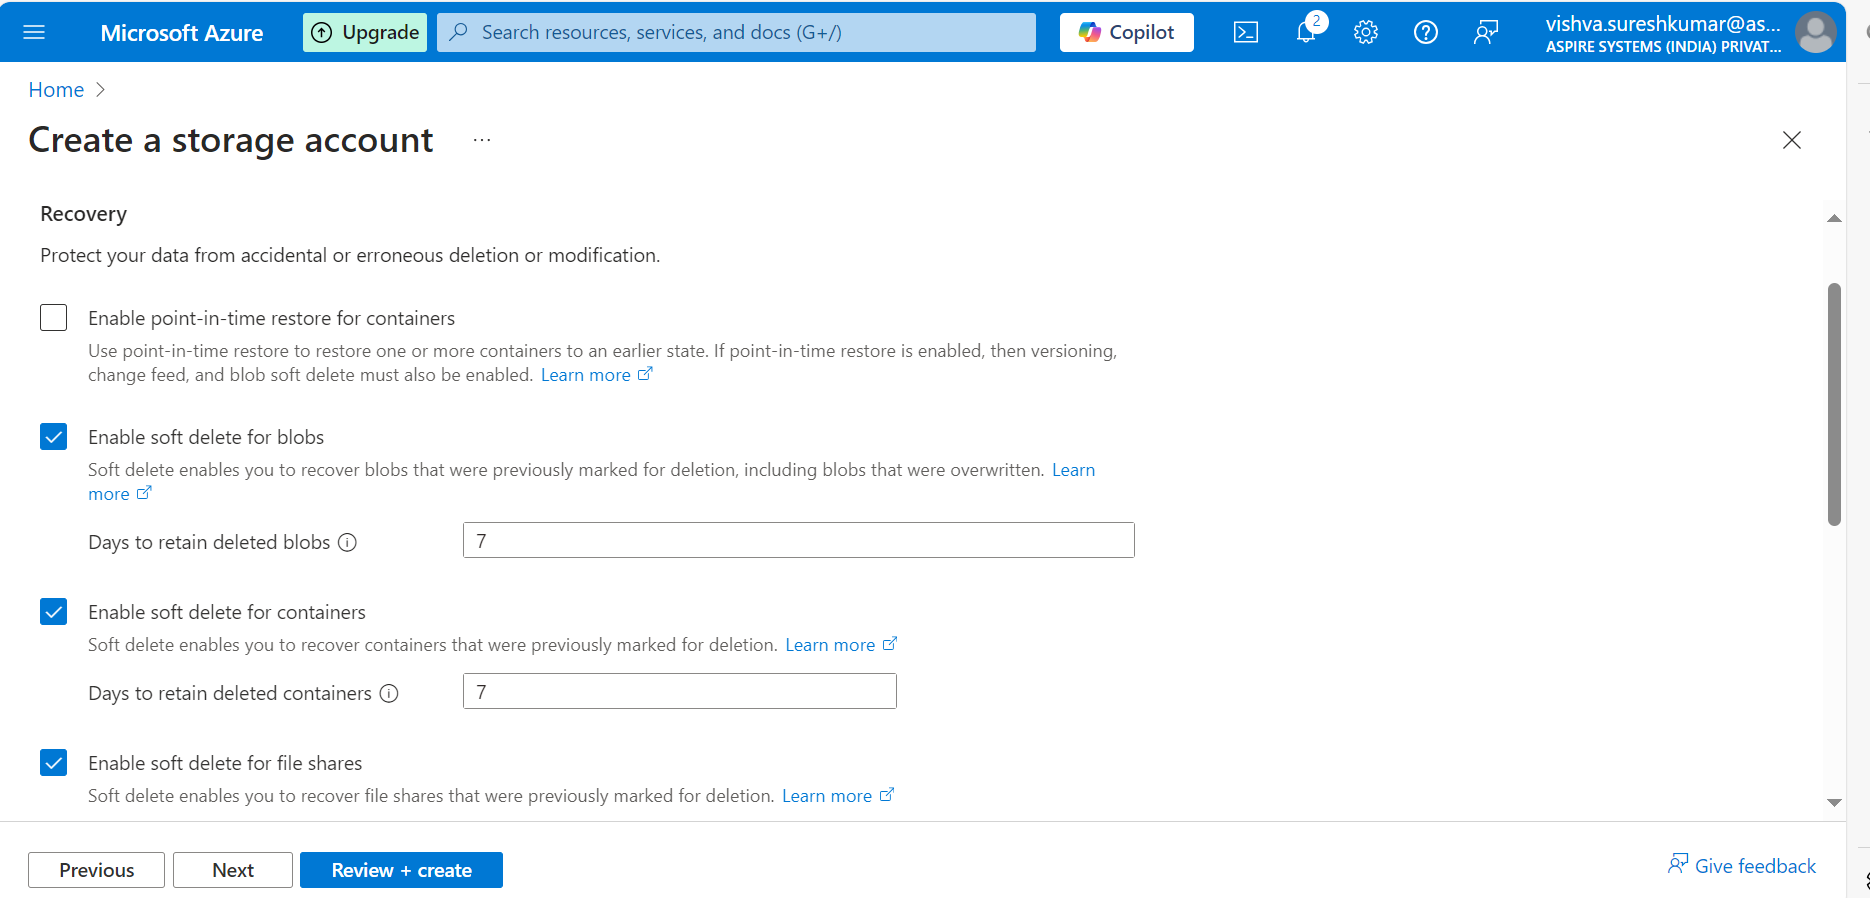 Microsoft Azure
Upgrade
Search resources, services, and docs (G+/)
Copilot
2
vishva.sureshkumar@as...
ASPIRE SYSTEMS (INDIA) PRIVAT...
Home
Create a storage account
...
Recovery
Protect your data from accidental or erroneous deletion or modification.
Enable point-in-time restore for containers
Use point-in-time restore to restore one or more containers to an earlier state. If point-in-time restore is enabled, then versioning,
change feed, and blob soft delete must also be enabled. Learn more
Enable soft delete for blobs
Soft delete enables you to recover blobs that were previously marked for deletion, including blobs that were overwritten. Learn
more
Days to retain deleted blobs
7
Enable soft delete for containers
Soft delete enables you to recover containers that were previously marked for deletion. Learn more
Days to retain deleted containers
7
Enable soft delete for file shares
Soft delete enables you to recover file shares that were previously marked for deletion. Learn more
Previous
Next
Review + create
Give feedback